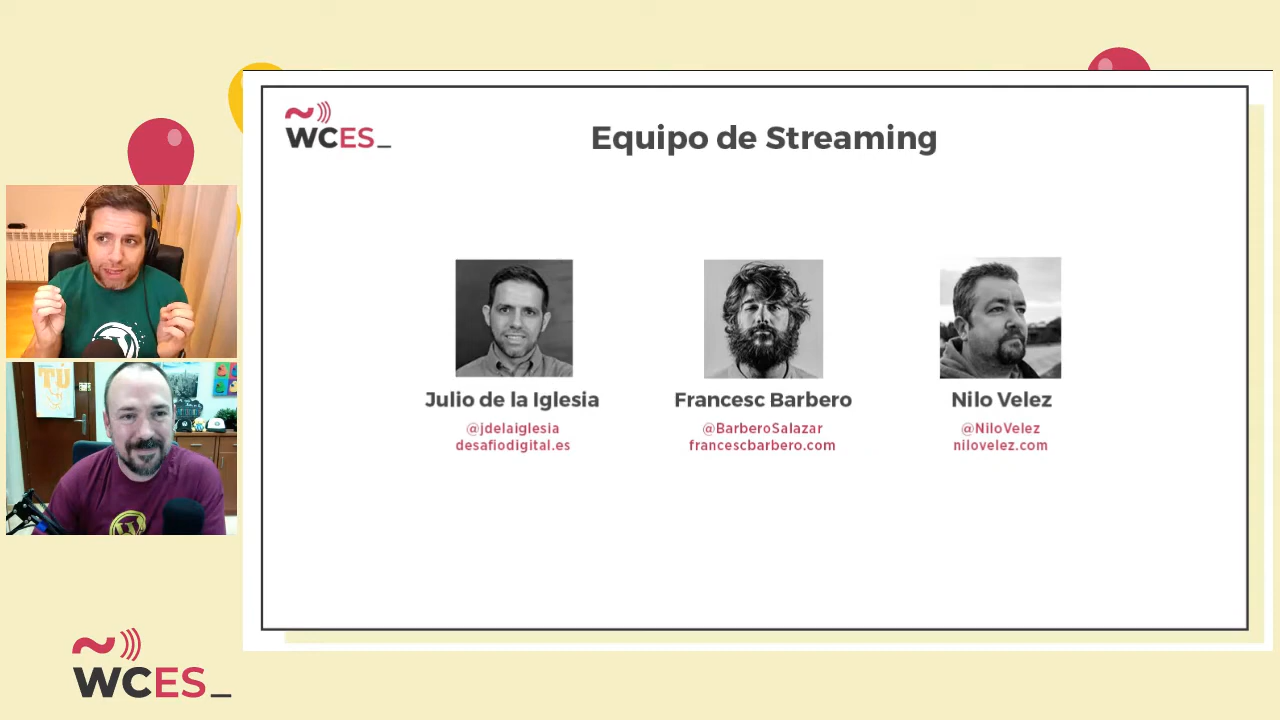 WCES_
Equipo de Streaming
Julio de la Iglesia
@jdelaiglesia
desafiodigital.es
Francesc Barbero
@BarberoSalazar
francescbarbero.com
Nilo Velez
@NiloVelez
nilovelez.com
TÚ
WCES_